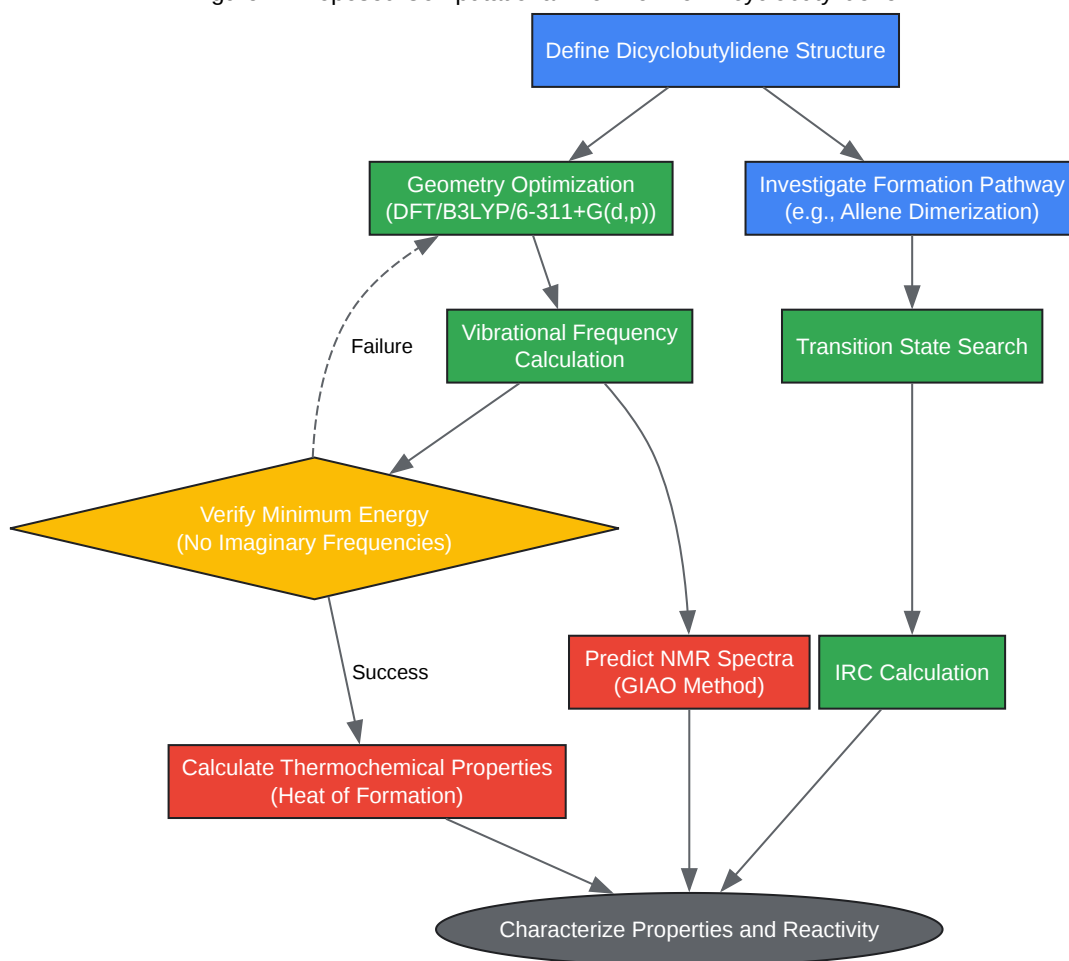 Define Dicyclobutylidene Structure
Geometry Optimization
(DFT/B3LYP/6-311+G(d,p))
Investigate Formation Pathway
(e.g., Allene Dimerization)
Failure
Vibrational Frequency
Calculation
Transition State Search
Verify Minimum Energy
(No Imaginary Frequencies)
Success
Predict NMR Spectra
(GIAO Method)
IRC Calculation
Calculate Thermochemical Properties
(Heat of Formation)
Characterize Properties and Reactivity